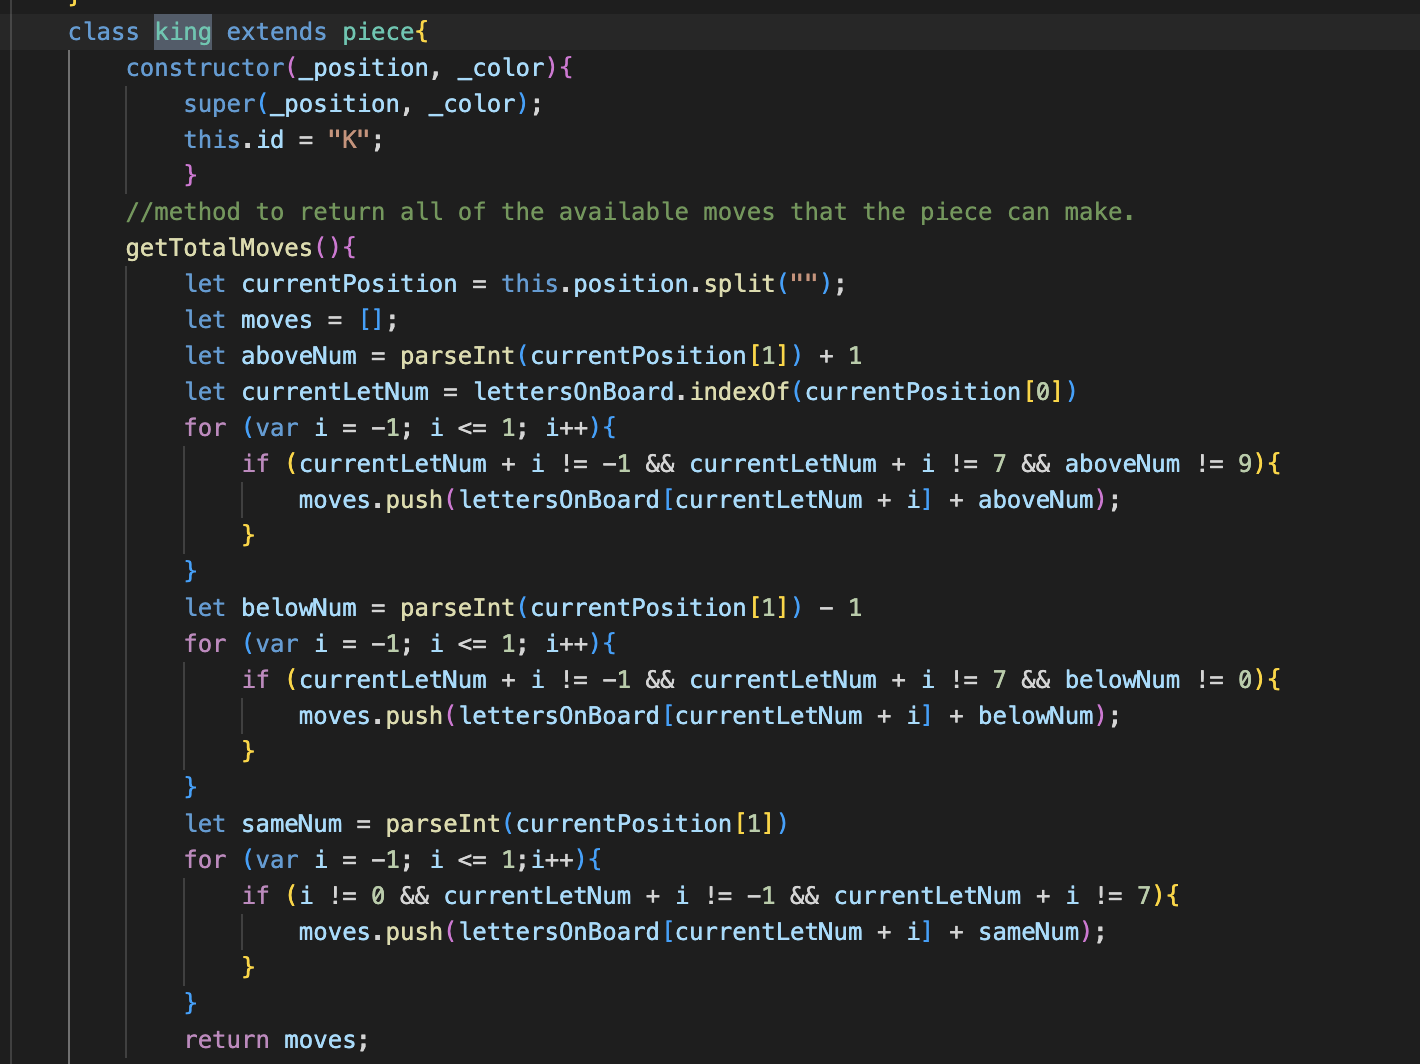 }
class king extends piece{
constructor(_position, _color){
super(_position, _color);
this.id = "K";
}
//method to return all of the available moves that the piece can make.
getTotalMoves(){
let currentPosition = this.position.split("");
let moves = [];
let aboveNum = parseInt(currentPosition[1]) + 1
let currentLetNum = lettersOnBoard.indexOf(currentPosition[0])
for (var i = -1; i <= 1; i++){
if (currentLetNum + i != -1 && currentLetNum + i != 7 && aboveNum != 9){
moves.push(lettersOnBoard[currentLetNum + i] + aboveNum);
}
}
let belowNum = parseInt(currentPosition[1]) - 1
for (var i = -1; i <= 1; i++){
if (currentLetNum + i != -1 && currentLetNum + i != 7 && belowNum != 0){
moves.push(lettersOnBoard[currentLetNum + i] + belowNum);
}
}
let sameNum = parseInt(currentPosition[1])
for (var i = -1; i <= 1;i++){
if (i != 0 && currentLetNum + i != -1 && currentLetNum + i != 7){
moves.push(lettersOnBoard[currentLetNum + i] + sameNum);
}
}
return moves;